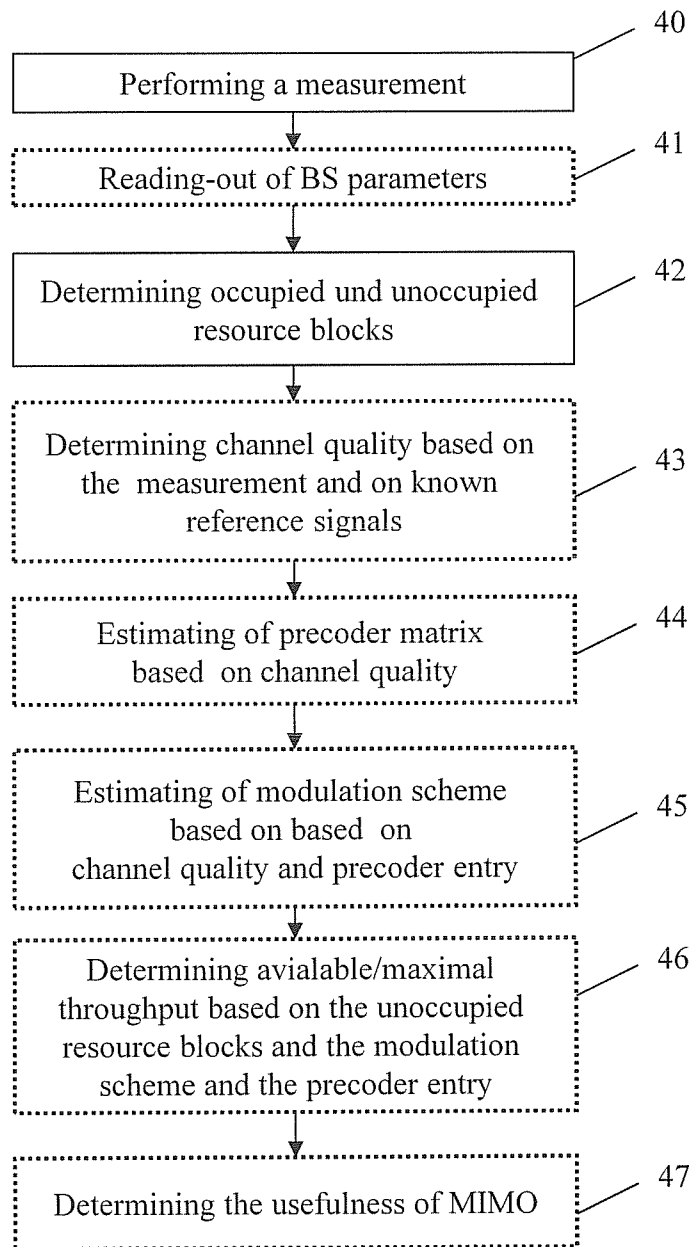 40
Performing a measurement
41
Reading-out of BS parameters
42
Determining occupied und unoccupied
resource blocks
Determining channel quality based on
the measurement and on known
reference signals
43
Estimating of precoder matrix
based on channel quality
44
Estimating of modulation scheme
based on based on
channel quality and precoder entry
45
Determining avialable/maximal
throughput based on the unoccupied
resource blocks and the modulation
scheme and the precoder entry
46
Determining the usefulness of MIMO
47